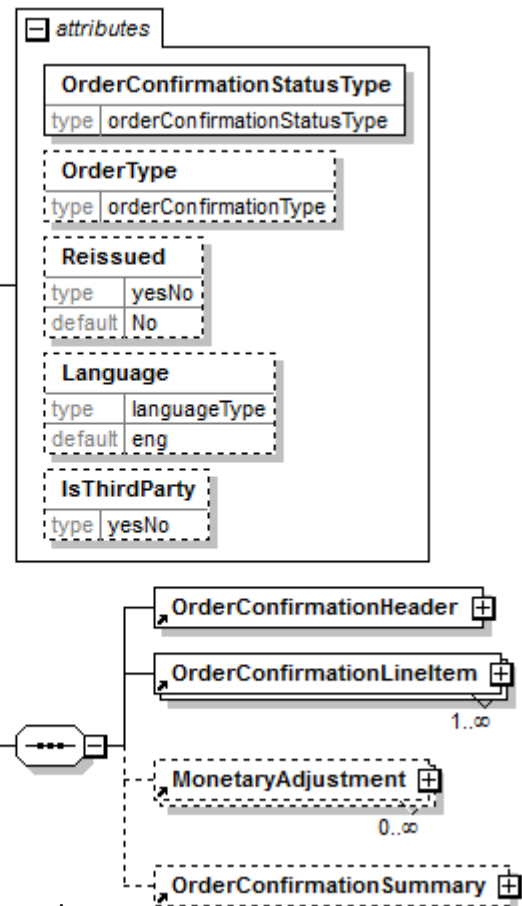 attributes
OrderConfirmationStatusType
type orderConfirmationStatusType
OrderType
type orderConfirmationType
Reissued
type yesNo
default No
Language
type languageType
default eng
IsThirdParty
type yesNo
OrderConfirmationHeader
OrderConfirmationLineItem
1..∞
MonetaryAdjustment
0..∞
OrderConfirmationSummary